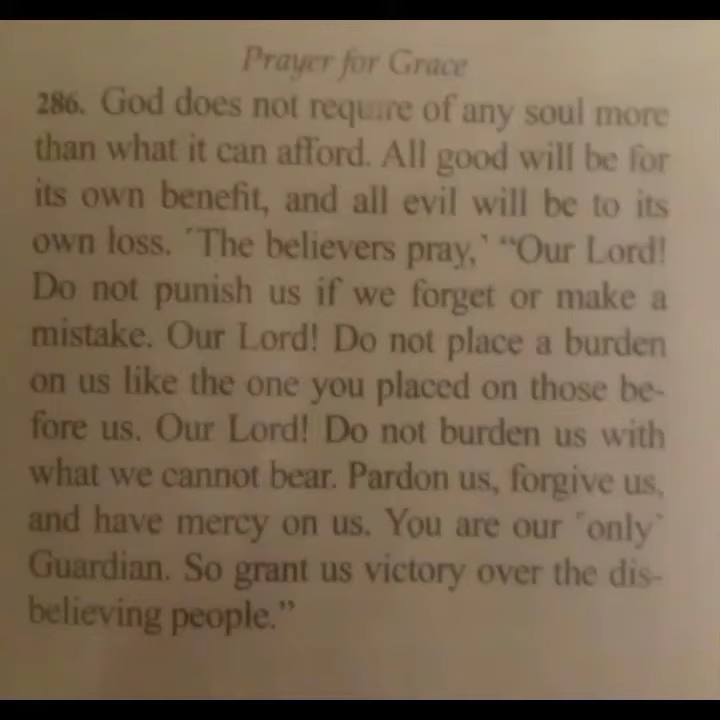 Prayer for Grace
286. God does not require of any soul more
than what it can afford. All good will be for
its own benefit, and all evil will be to its
own loss. ˹The believers pray,˺ “Our Lord!
Do not punish us if we forget or make a
mistake. Our Lord! Do not place a burden
on us like the one you placed on those be-
fore us. Our Lord! Do not burden us with
what we cannot bear. Pardon us, forgive us,
and have mercy on us. You are our ˹only˺
Guardian. So grant us victory over the dis-
believing people.”